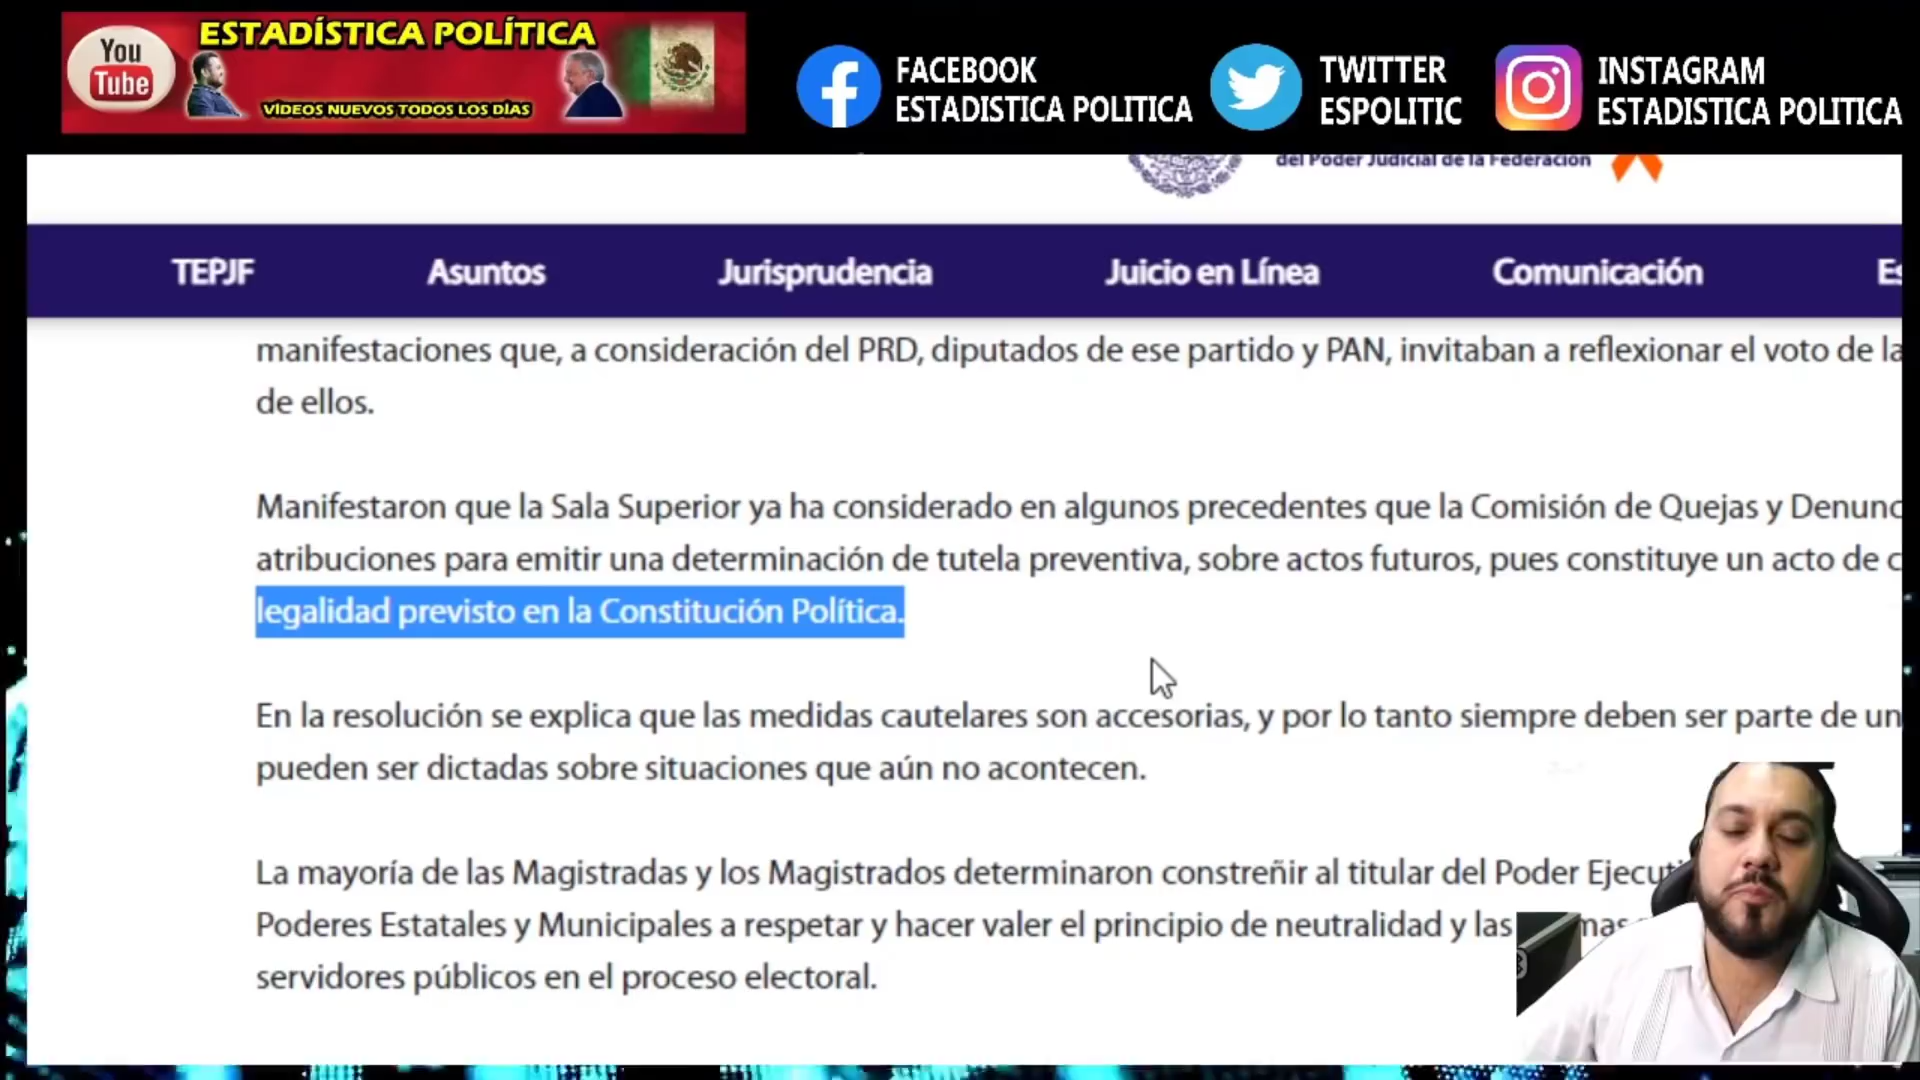 You
Tube
ESTADÍSTICA POLÍTICA
VÍDEOS NUEVOS TODOS LOS DÍAS
FACEBOOK
ESTADISTICA POLITICA
TWITTER
ESPOLITIC
INSTAGRAM
ESTADISTICA POLITICA
del Poder Judicial de la Federación
TEPJF Asuntos Jurisprudencia Juicio en Línea Comunicación
manifestaciones que, a consideración del PRD, diputados de ese partido y PAN, invitaban a reflexionar el voto de la
de ellos.
Manifestaron que la Sala Superior ya ha considerado en algunos precedentes que la Comisión de Quejas y Denunc
atribuciones para emitir una determinación de tutela preventiva, sobre actos futuros, pues constituye un acto de c
legalidad previsto en la Constitución Política.
En la resolución se explica que las medidas cautelares son accesorias, y por lo tanto siempre deben ser parte de un
pueden ser dictadas sobre situaciones que aún no acontecen.
La mayoría de las Magistradas y los Magistrados determinaron constreñir al titular del Poder Ejecuti
Poderes Estatales y Municipales a respetar y hacer valer el principio de neutralidad y las
servidores públicos en el proceso electoral.